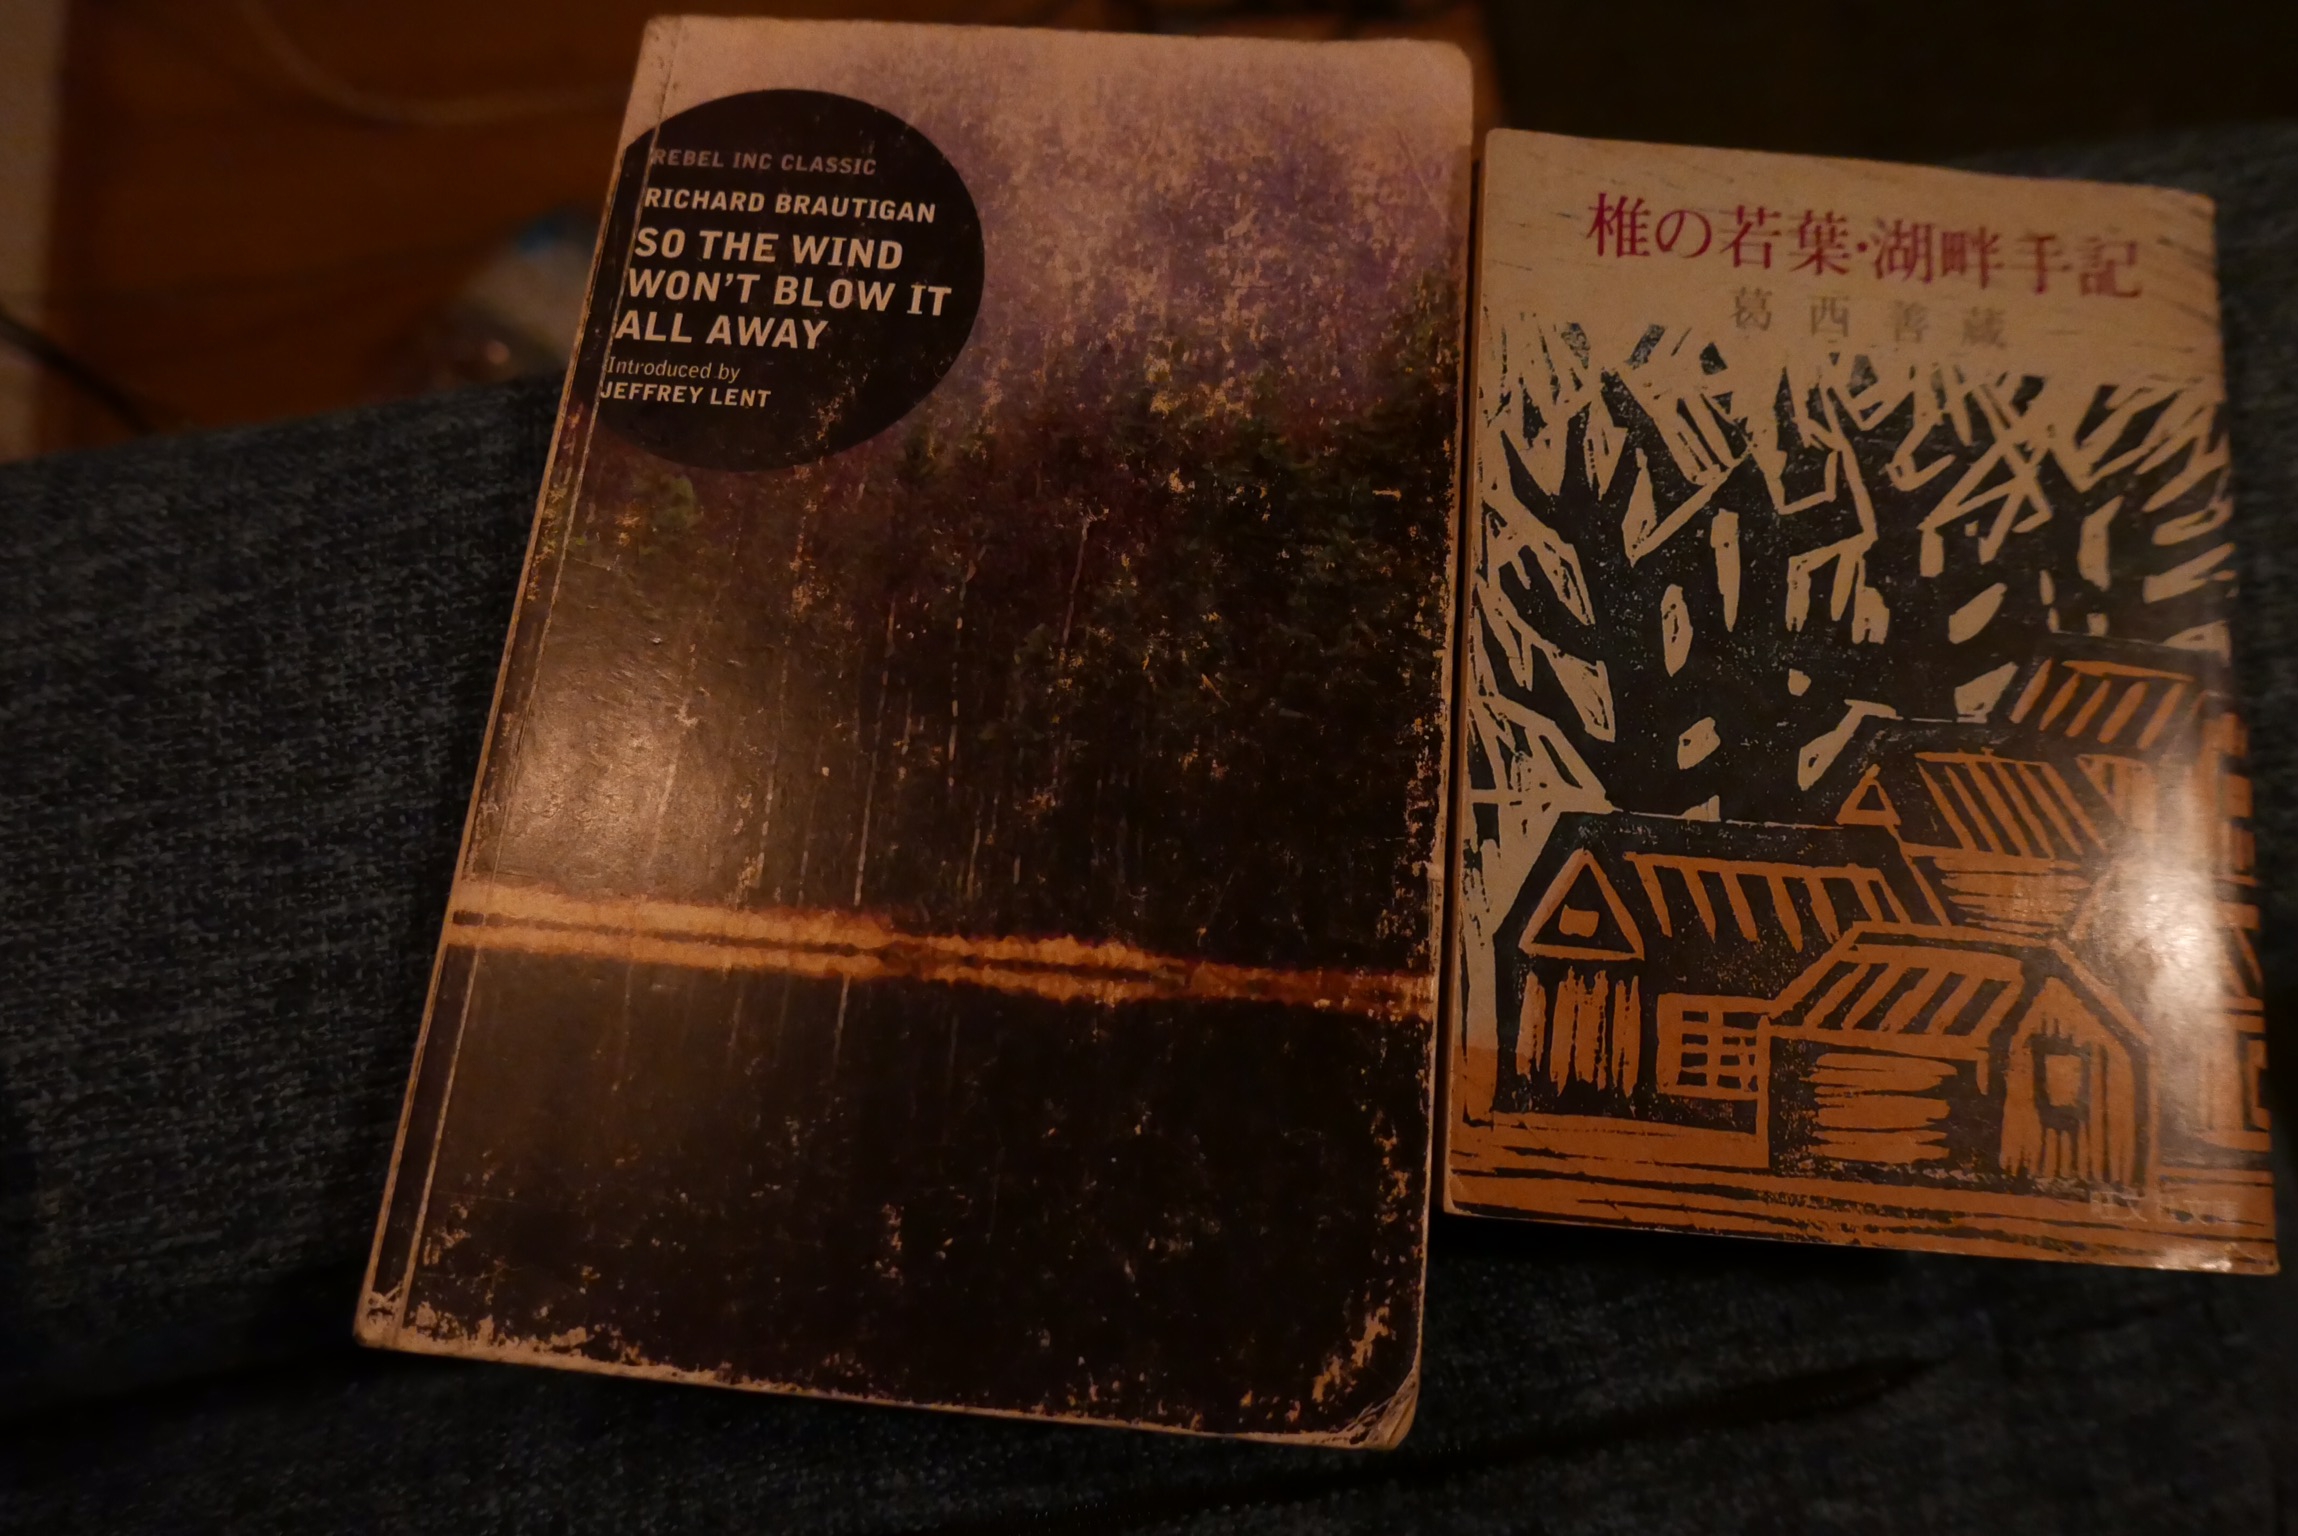 REBEL INC CLASSIC
RICHARD BRAUTIGAN
SO THE WIND
WON'T BLOW IT
ALL AWAY
Introduced by
JEFFREY LENT
椎の若葉・湖畔手記
葛西善蔵